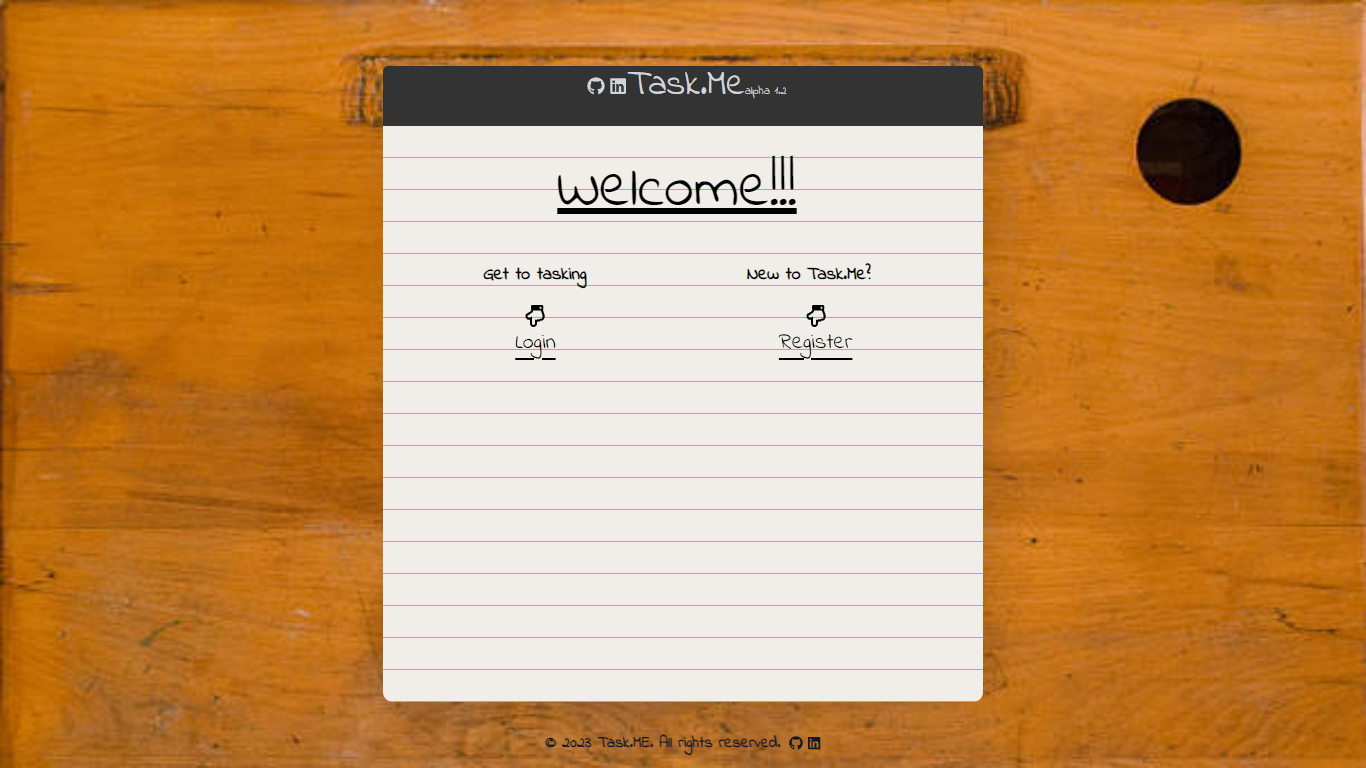 Task.Me alpha 1.2
Welcome!!!
Get to tasking
New to Task.Me?
Login
Register
© 2023 Task.ME. All rights reserved.